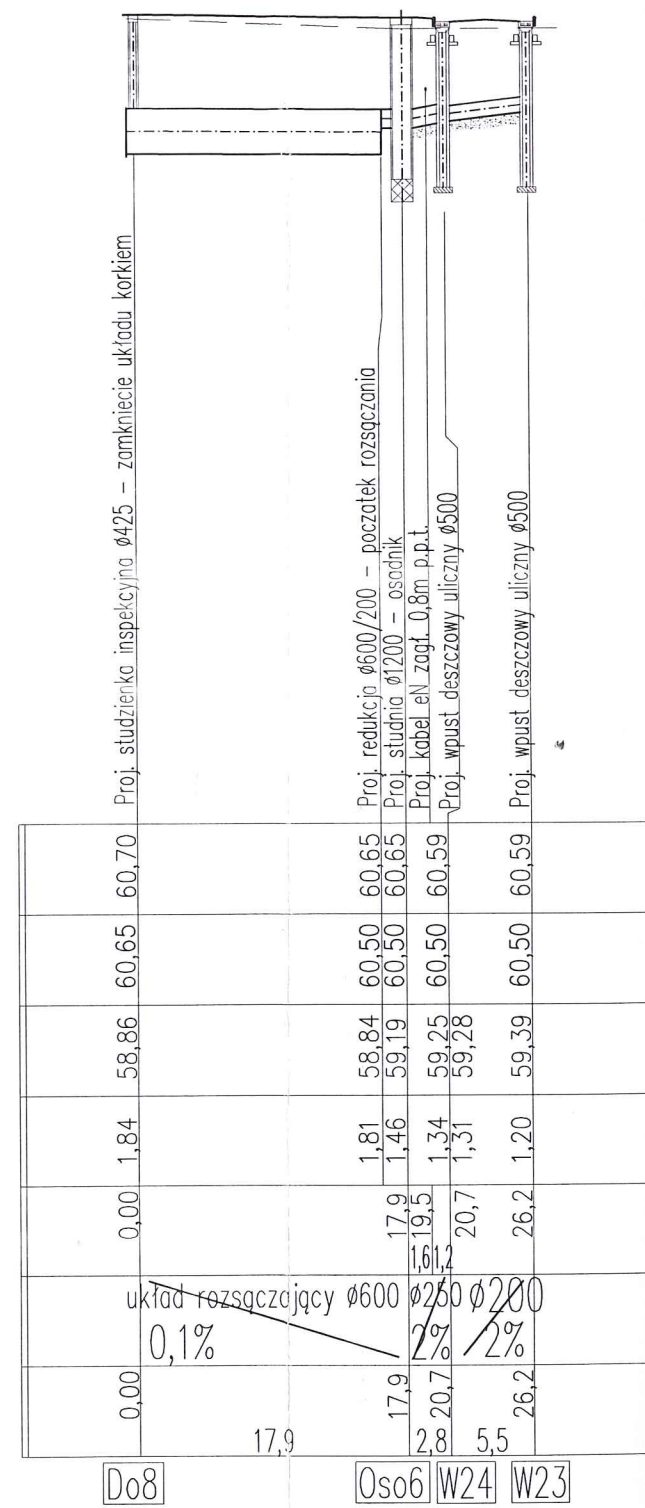 Proj. studzienka inspekcyjna ø425 – zamkniecie układu korkiem
Proj. redukcja ø600/200 – poczatek rozsączania
Proj. studnia ø1200 – osadnik
Proj. kabel eN zagł. 0,8m p.p.t.
Proj. wpust deszczowy uliczny ø500
Proj. wpust deszczowy uliczny ø500
60,70 60,65 60,65 60,59 60,59
60,65 60,50 60,50 60,50 60,50
58,86 58,84 59,19 59,25 59,28 59,39
1,84 1,81 1,46 1,34 1,31 1,20
0,00 17,9 19,5 20,7 26,2
1,6 1,2
układ rozsączający ø600 ø250 ø200
0,1% 2% 2%
0,00 17,9 20,7 26,2
17,9 2,8 5,5
Do8 Oso6 W24 W23